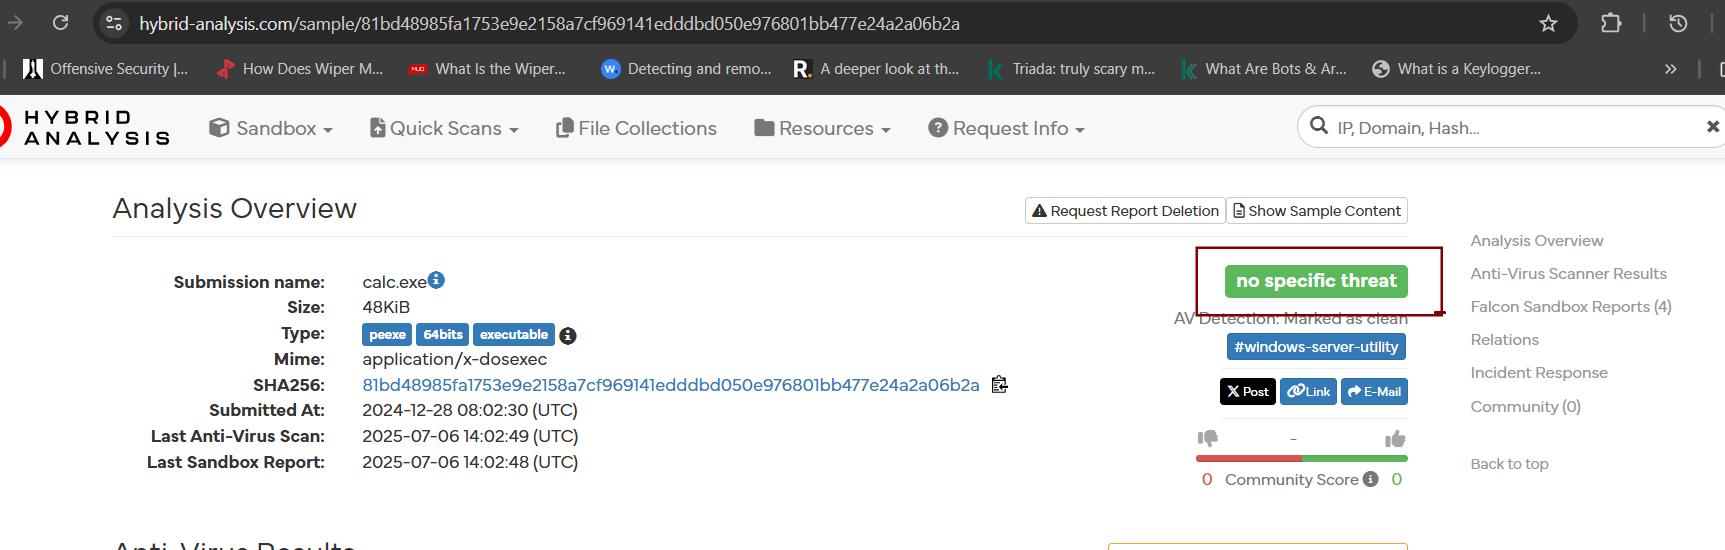 hybrid-analysis.com/sample/81bd48985fa1753e9e2158a7cf969141edddbd050e976801bb477e24a2a06b2a
Offensive Security |...
How Does Wiper M...
MUO
What Is the Wiper...
W.
Detecting and remo...
R.
A deeper look at th...
Triada: truly scary m...
What Are Bots & Ar...
What is a Keylogger...
»
HYBRID
ANALYSIS
Sandbox
Quick Scans
File Collections
Resources
Request Info
IP, Domain, Hash...
Analysis Overview
Request Report Deletion
Show Sample Content
Submission name: calc.exe
Size: 48KiB
Type: peexe 64bits executable
Mime: application/x-dosexec
SHA256: 81bd48985fa1753e9e2158a7cf969141edddbd050e976801bb477e24a2a06b2a
Submitted At: 2024-12-28 08:02:30 (UTC)
Last Anti-Virus Scan: 2025-07-06 14:02:49 (UTC)
Last Sandbox Report: 2025-07-06 14:02:48 (UTC)
no specific threat
AV Detection: Marked as clean
#windows-server-utility
X Post
Link
E-Mail
-
0 Community Score 0
Analysis Overview
Anti-Virus Scanner Results
Falcon Sandbox Reports (4)
Relations
Incident Response
Community (0)
Back to top
Anti-Virus Results